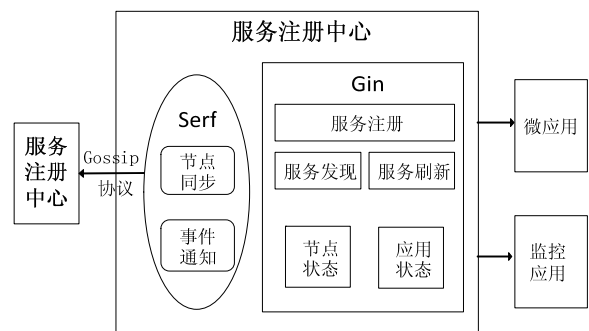 服务注册中心
Gin
Serf
服务注册
服务发现
服务刷新
节点
同步
事件
通知
节点
状态
应用
状态
服务
注册
中心
Gossip
协议
微应用
监控
应用